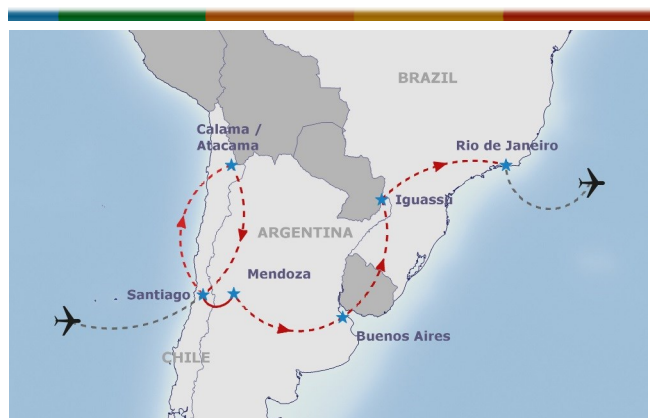 BRAZIL
Calama /
Atacama
Rio de Janeiro
Iguassu
ARGENTINA
Mendoza
Santiago
Buenos Aires
CHILE